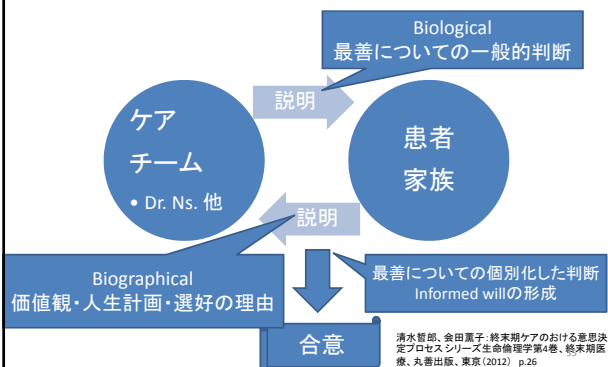 Biological
最善についての一般的判断
説明
ケア
チーム
• Dr. Ns. 他
患者
家族
説明
Biographical
価値観・人生計画・選好の理由
最善についての個別化した判断
Informed willの形成
合意
清水哲郎、会田薫子：終末期ケアのおける意思決
定プロセス シリーズ生命倫理学第4巻、終末期医
療、丸善出版、東京（2012） p.26